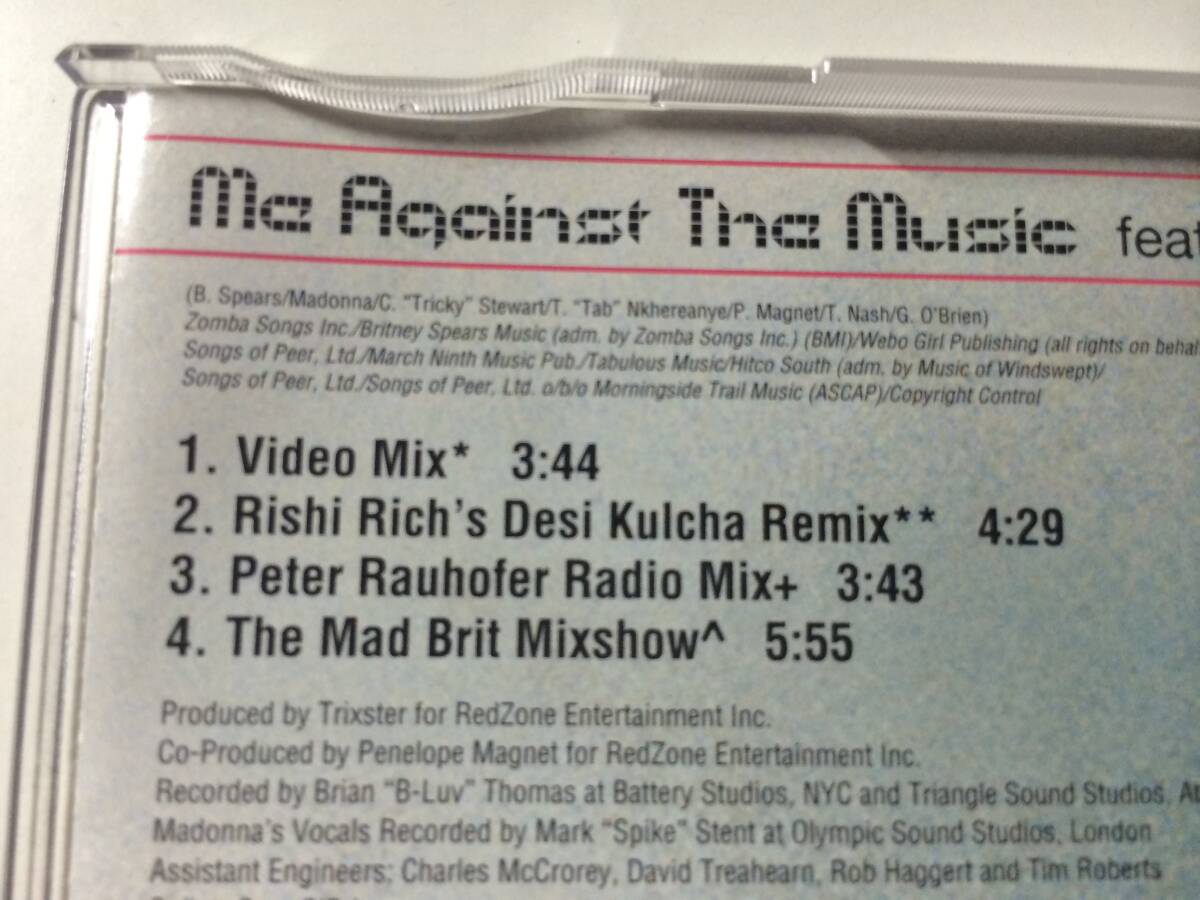 Me Against The Music feat
(B. Spears/Madonna/C. "Tricky" Stewart/T. "Tab" Nkhereanye/P. Magnet/T. Nash/G. O'Brien)
Zomba Songs Inc./Britney Spears Music (adm. by Zomba Songs Inc.) (BMI)/Webo Girl Publishing (all rights on behal
Songs of Peer, Ltd./March Ninth Music Pub./Tabulous Music/Hitco South (adm. by Music of Windswept)/
Songs of Peer, Ltd./Songs of Peer, Ltd. o/b/o Morningside Trail Music (ASCAP)/Copyright Control
1. Video Mix* 3:44
2. Rishi Rich's Desi Kulcha Remix** 4:29
3. Peter Rauhofer Radio Mix+ 3:43
4. The Mad Brit Mixshow^ 5:55
Produced by Trixster for RedZone Entertainment Inc.
Co-Produced by Penelope Magnet for RedZone Entertainment Inc.
Recorded by Brian "B-Luv" Thomas at Battery Studios, NYC and Triangle Sound Studios, At
Madonna's Vocals Recorded by Mark "Spike" Stent at Olympic Sound Studios, London
Assistant Engineers: Charles McCrorey, David Treahearn, Rob Haggert and Tim Roberts